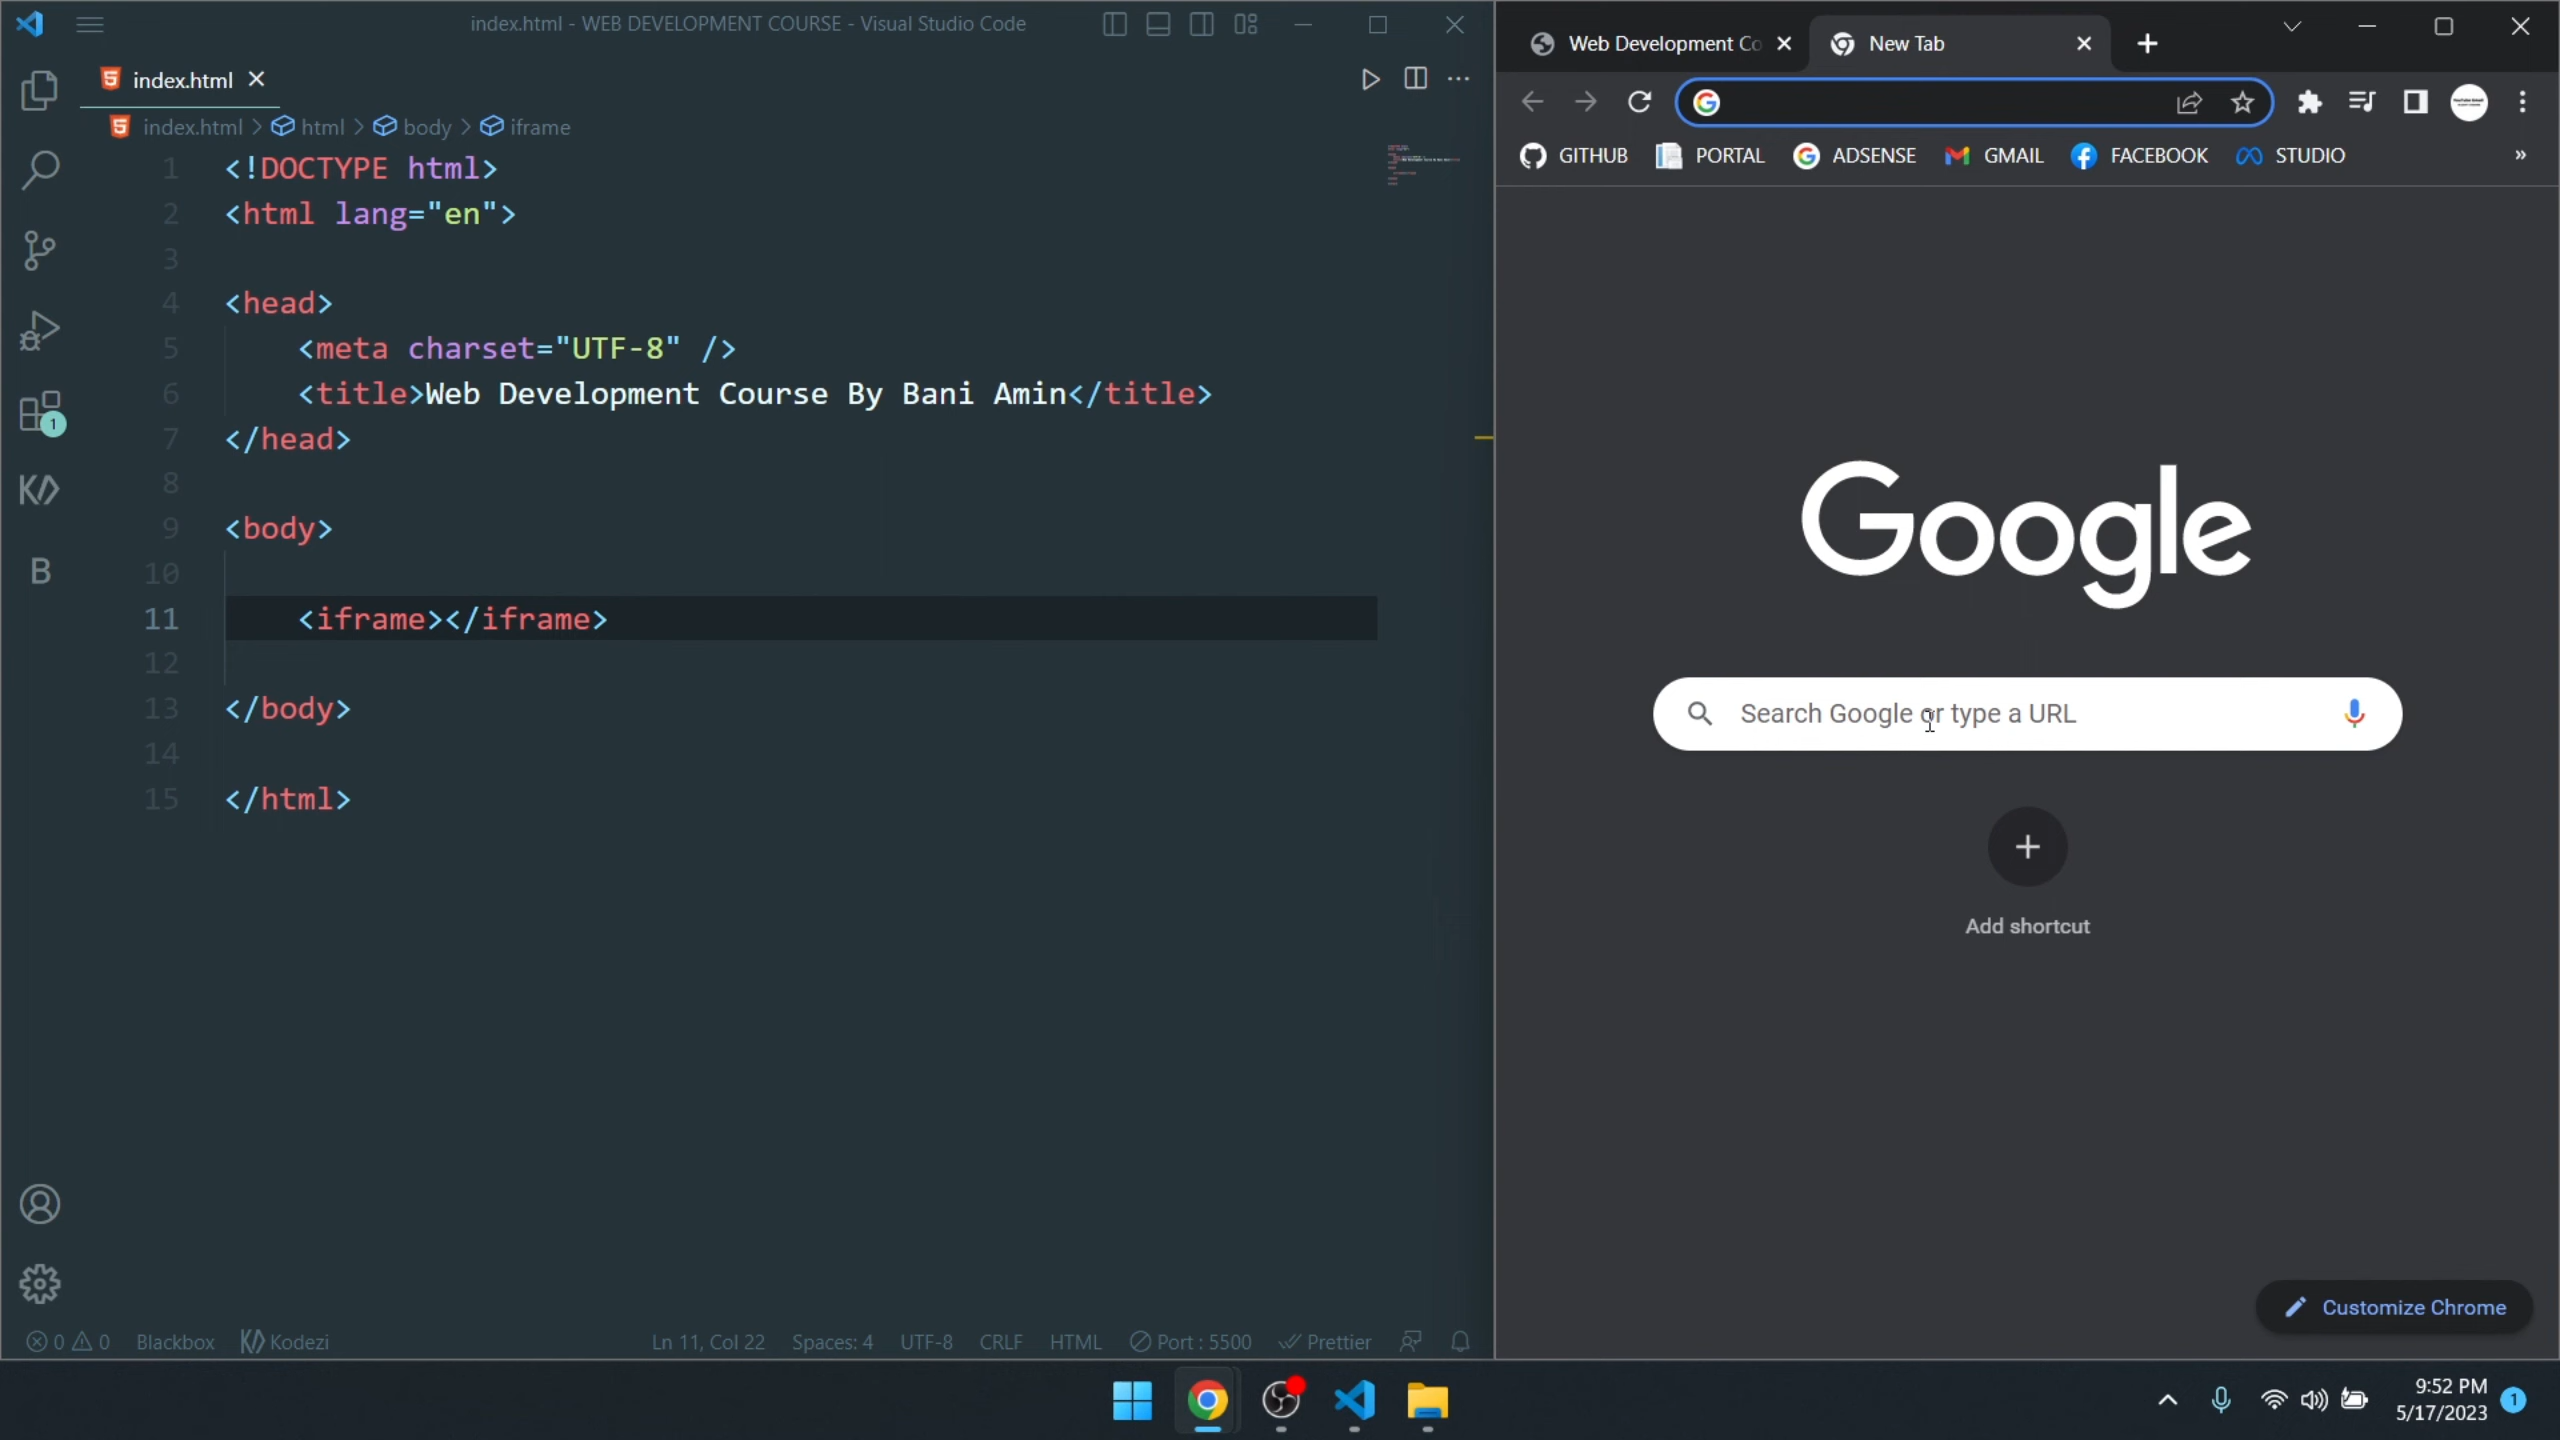 index.html - WEB DEVELOPMENT COURSE - Visual Studio Code
index.html
index.html > html > body > iframe
1 <!DOCTYPE html>
2 <html lang="en">
3
4 <head>
5 <meta charset="UTF-8" />
6 <title>Web Development Course By Bani Amin</title>
7 </head>
8
9 <body>
10
11 <iframe></iframe>
12
13 </body>
14
15 </html>
1
B
0 0 Blackbox Kodezi Ln 11, Col 22 Spaces: 4 UTF-8 CRLF HTML Port : 5500 Prettier
Web Development Co New Tab
GITHUB PORTAL ADSENSE GMAIL FACEBOOK STUDIO »
Google
Search Google or type a URL
Add shortcut
Customize Chrome
9:52 PM
5/17/2023
1